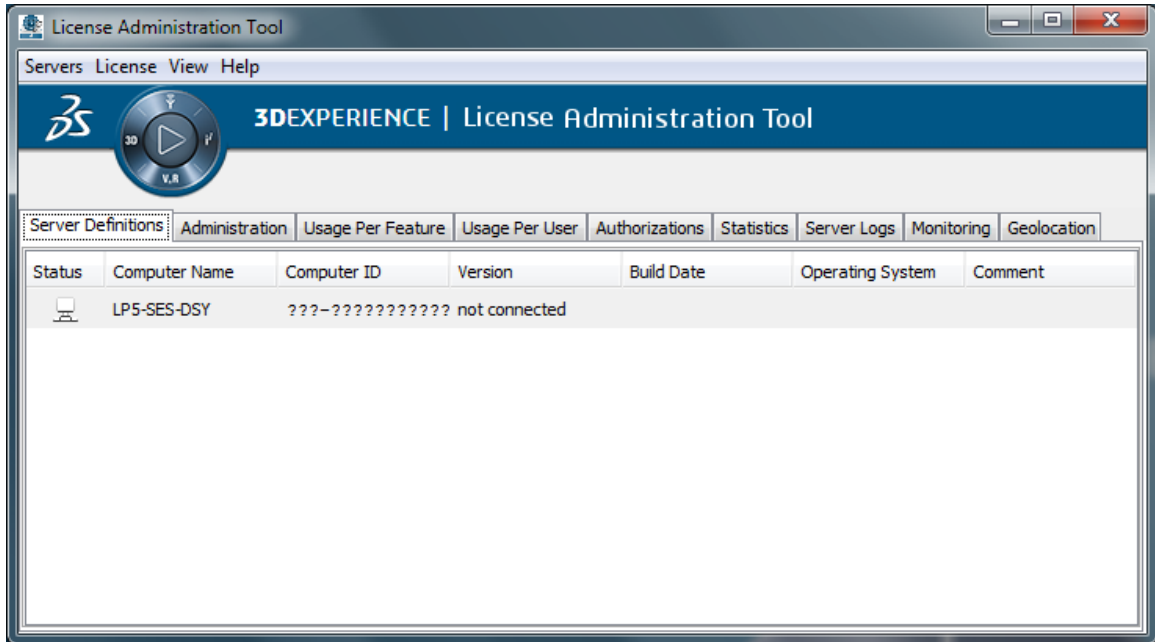 License Administration Tool
Servers License View Help
3DEXPERIENCE | License Administration Tool
3D
V,R
Server Definitions Administration Usage Per Feature Usage Per User Authorizations Statistics Server Logs Monitoring Geolocation
Status Computer Name Computer ID Version Build Date Operating System Comment
LP5-SES-DSY ???-??????????? not connected